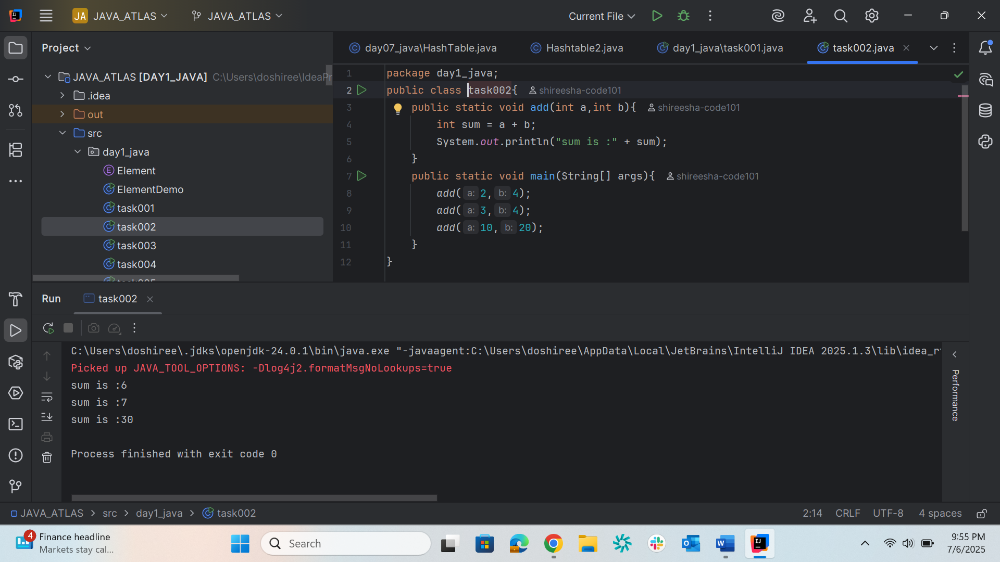 JA JAVA_ATLAS JAVA_ATLAS Current File
Project
day07_java\HashTable.java Hashtable2.java day1_java\task001.java task002.java
JAVA_ATLAS [DAY1_JAVA] C:\Users\doshiree\IdeaPr
.idea
out
src
day1_java
Element
ElementDemo
task001
task002
task003
task004
1 package day1_java;
2 public class task002{ shireesha-code101
3 public static void add(int a,int b){ shireesha-code101
4 int sum = a + b;
5 System.out.println("sum is :" + sum);
6 }
7 public static void main(String[] args){ shireesha-code101
8 add( a: 2, b: 4);
9 add( a: 3, b: 4);
10 add( a: 10, b: 20);
11 }
12 }
Run task002
C:\Users\doshiree\.jdks\openjdk-24.0.1\bin\java.exe "-javaagent:C:\Users\doshiree\AppData\Local\JetBrains\IntelliJ IDEA 2025.1.3\lib\idea_r
Picked up JAVA_TOOL_OPTIONS: -Dlog4j2.formatMsgNoLookups=true
sum is :6
sum is :7
sum is :30
Process finished with exit code 0
Performance
JAVA_ATLAS > src > day1_java > task002 2:14 CRLF UTF-8 4 spaces
4 Finance headline
Markets stay cal...
Search
9:55 PM
7/6/2025